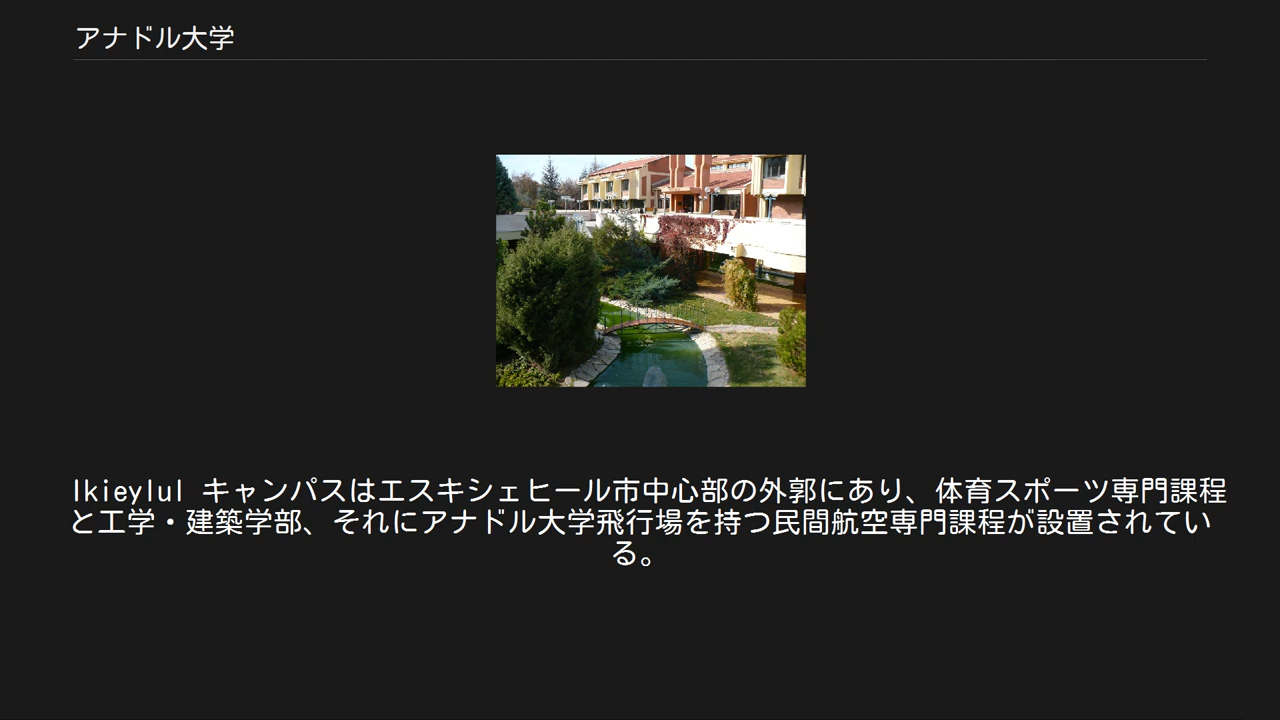 アナドル大学
Ikieylul キャンパスはエスキシェヒール市中心部の外郭にあり、体育スポーツ専門課程
と工学・建築学部、それにアナドル大学飛行場を持つ民間航空専門課程が設置されてい
る。